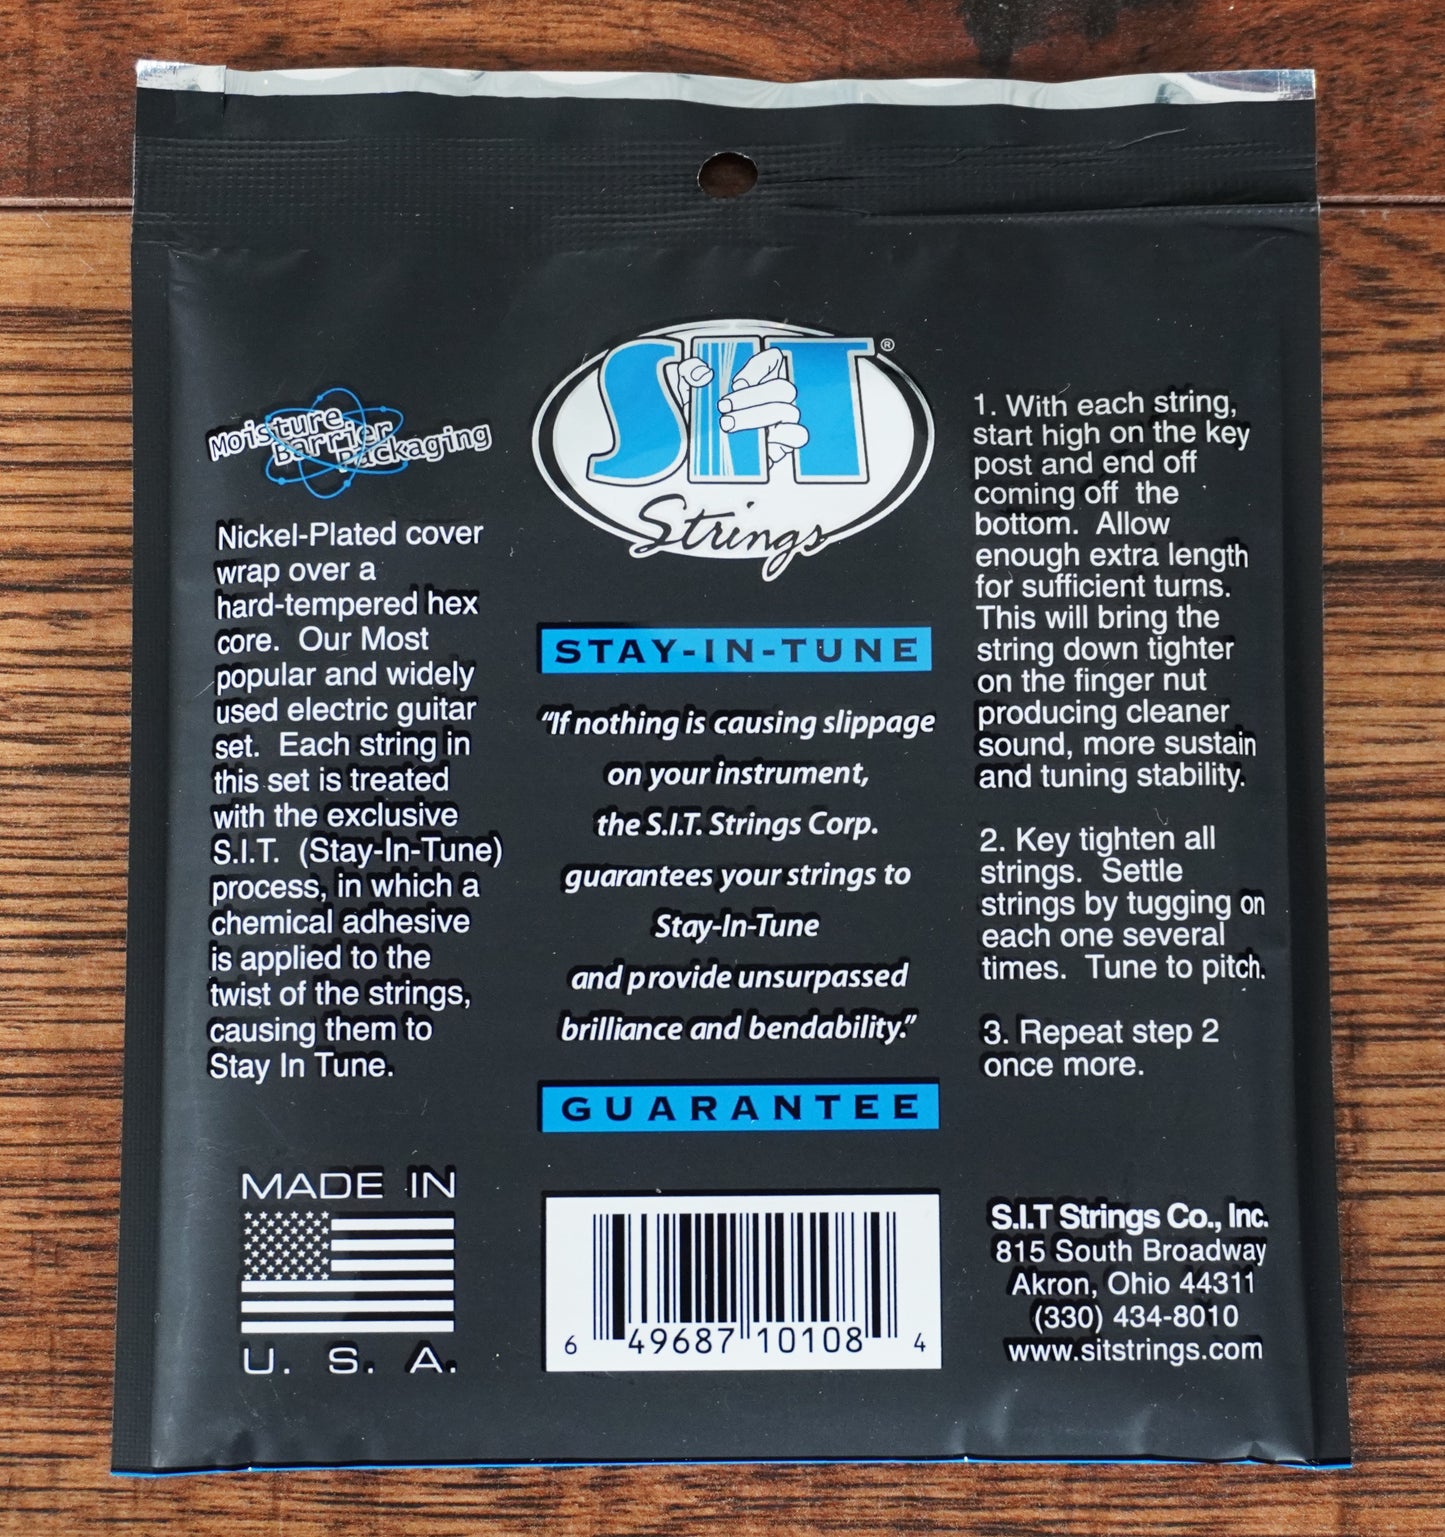 Moisture
Barrier
Packaging
Nickel-Plated cover
wrap over a
hard-tempered hex
core. Our Most
popular and widely
used electric guitar
set. Each string in
this set is treated
with the exclusive
S.I.T. (Stay-In-Tune)
process, in which a
chemical adhesive
is applied to the
twist of the strings,
causing them to
Stay In Tune.
MADE IN
U. S. A.
SIT®
Strings
STAY-IN-TUNE
“If nothing is causing slippage
on your instrument,
the S.I.T. Strings Corp.
guarantees your strings to
Stay-In-Tune
and provide unsurpassed
brilliance and bendability.”
GUARANTEE
6 49687 10108 4
1. With each string,
start high on the key
post and end off
coming off the
bottom. Allow
enough extra length
for sufficient turns.
This will bring the
string down tighter
on the finger nut
producing cleaner
sound, more sustain
and tuning stability.
2. Key tighten all
strings. Settle
strings by tugging on
each one several
times. Tune to pitch.
3. Repeat step 2
once more.
S.I.T Strings Co., Inc.
815 South Broadway
Akron, Ohio 44311
(330) 434-8010
www.sitstrings.com